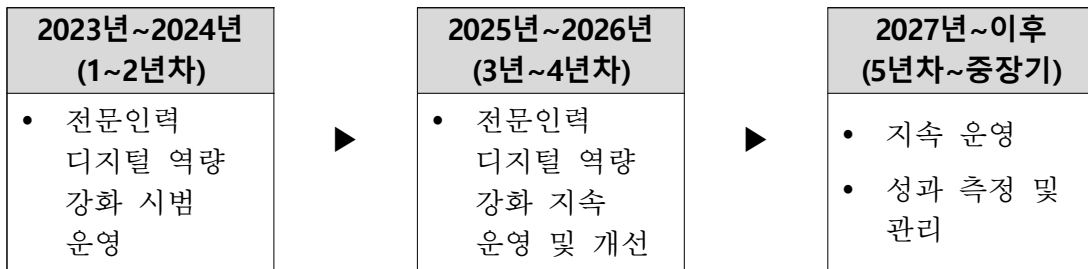 2023년~2024년
(1~2년차)
• 전문인력
디지털 역량
강화 시범
운영
▶
2025년~2026년
(3년~4년차)
• 전문인력
디지털 역량
강화 지속
운영 및 개선
▶
2027년~이후
(5년차~중장기)
• 지속 운영
• 성과 측정 및
관리